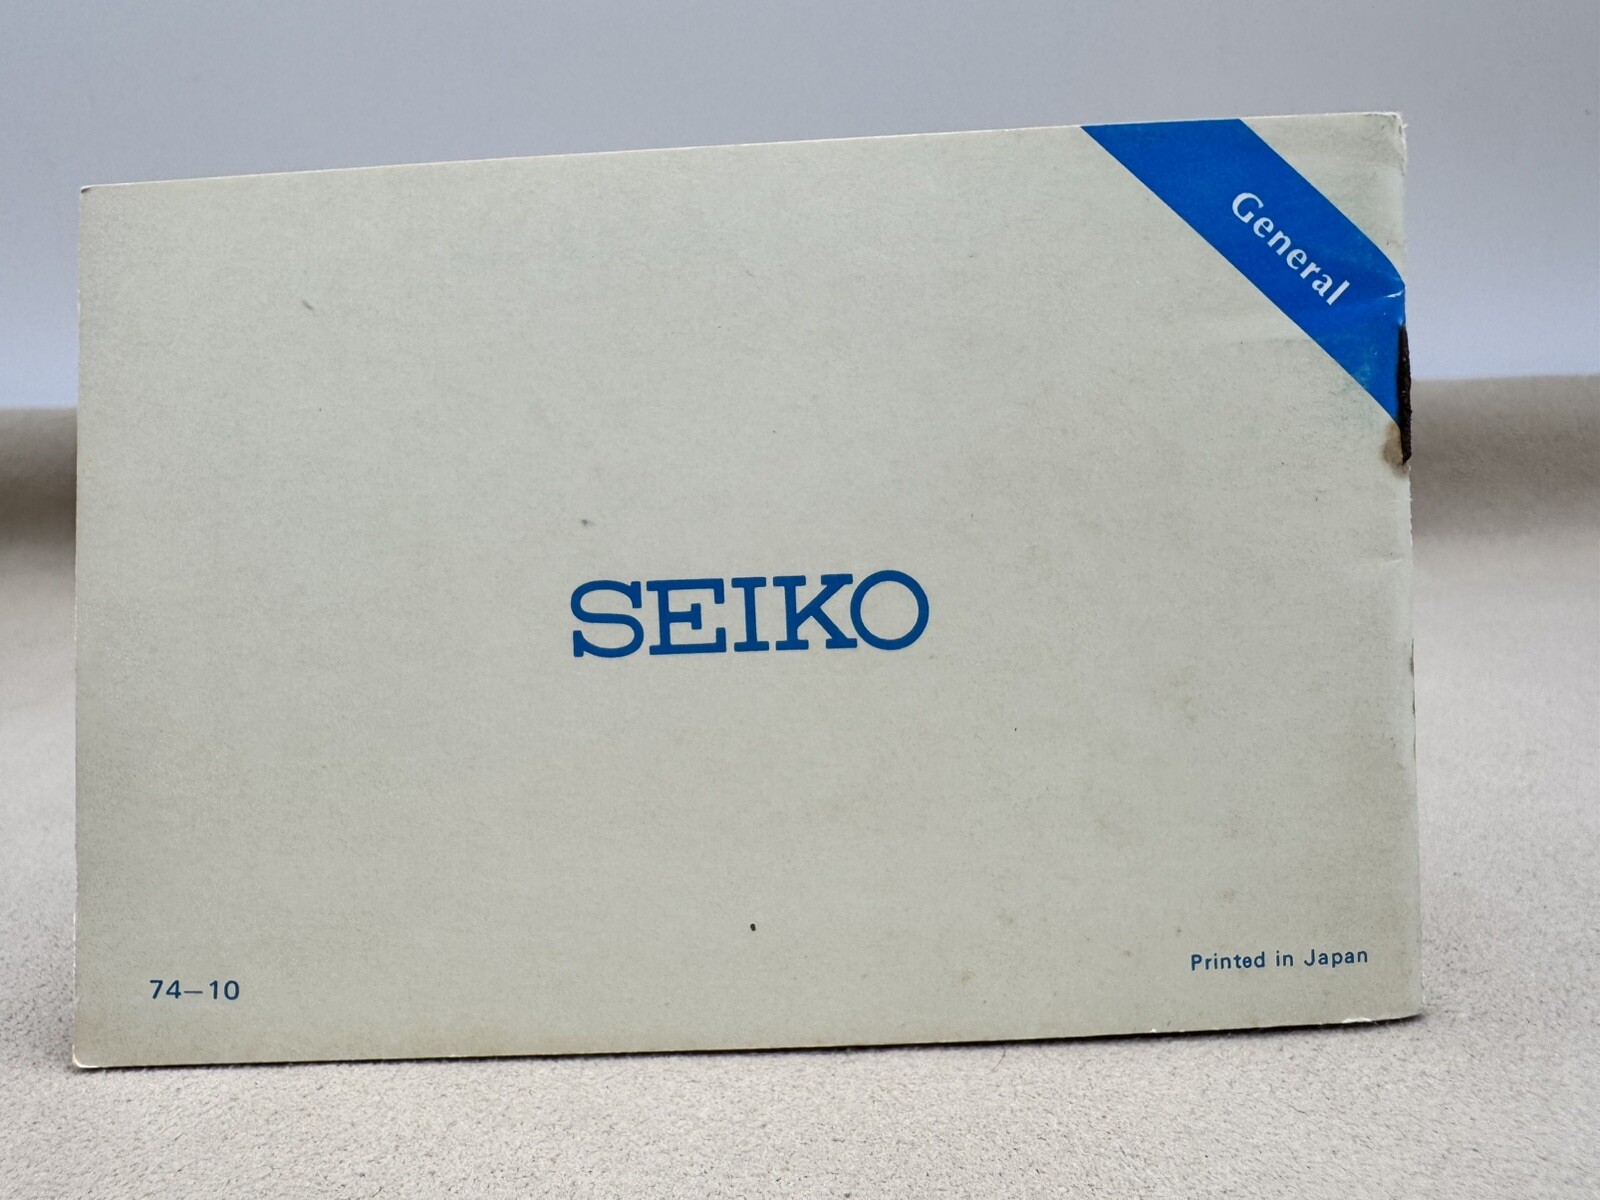 General
SEIKO
74—10
Printed in Japan